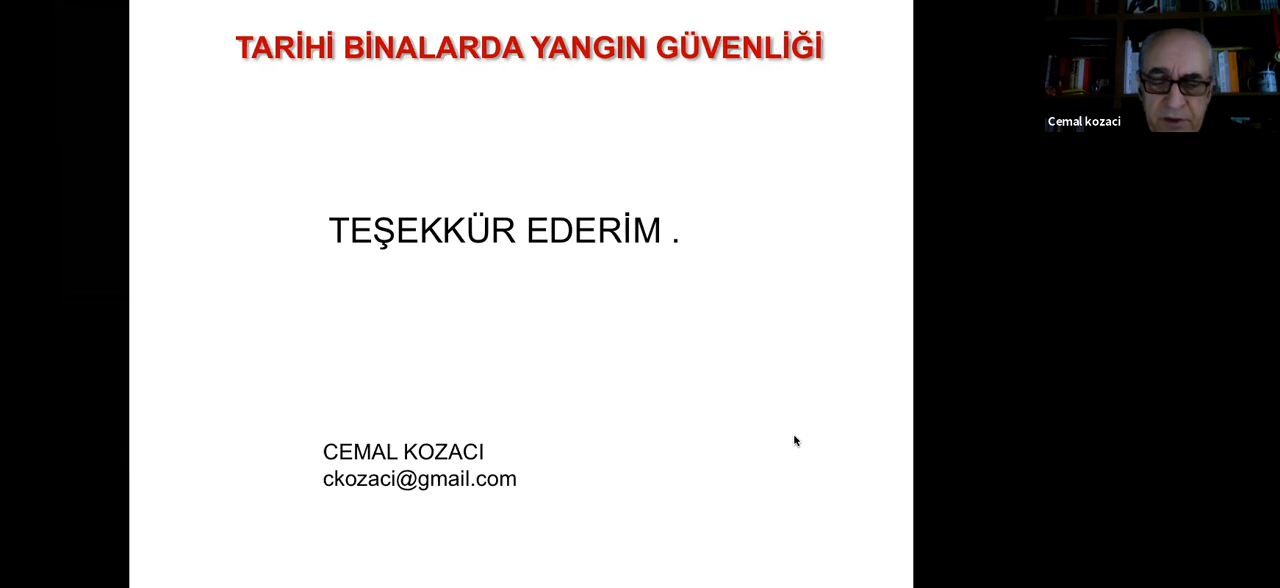 TARİHİ BİNALARDA YANGIN GÜVENLİĞİ
Cemal kozaci
TEŞEKKÜR EDERİM .
CEMAL KOZACI
ckozaci@gmail.com